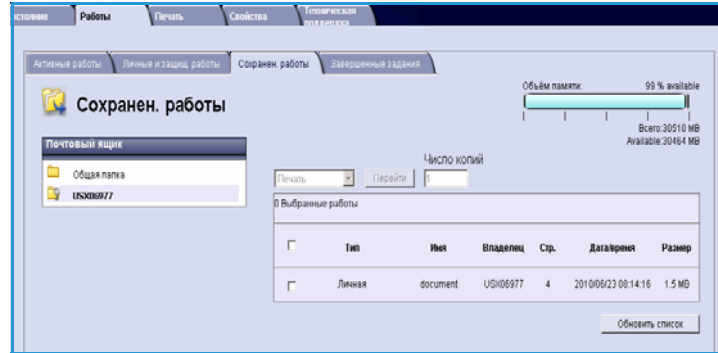 Работы
Печать
Свойства
Техническая поддержка
Активные работы
Личные и защищ. работы
Сохранен. работы
Завершенные задания
Сохранен. работы
Объём памяти:
99 % available
Всего:30510 MB
Available:30464 MB
Почтовый ящик
Общая папка
USX06977
Число копий
Печать
Перейти
1
0 Выбранные работы
Тип Имя Владелец Стр. Дата/время Размер
Личная document USX06977 4 2010/06/23 08:14:16 1.5 MB
Обновить список